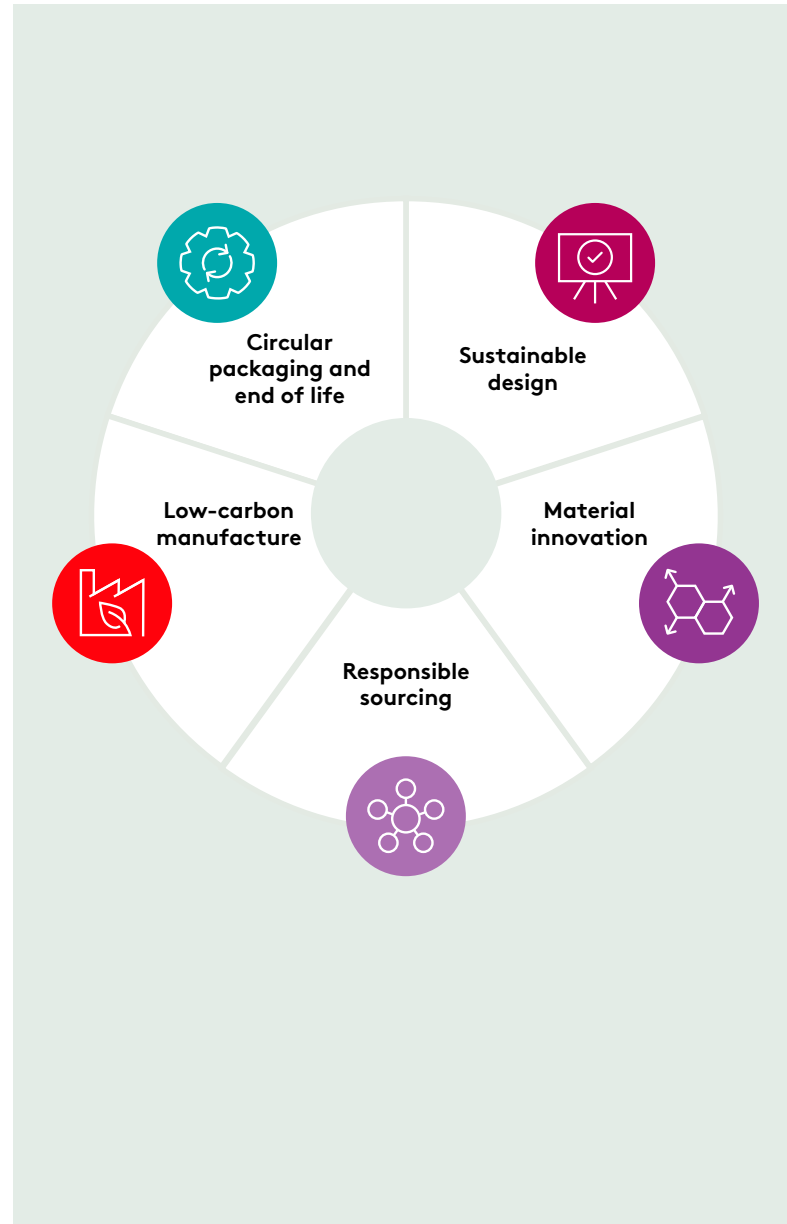 Circular
packaging and
end of life
Sustainable
design
Low-carbon
manufacture
Material
innovation
Responsible
sourcing